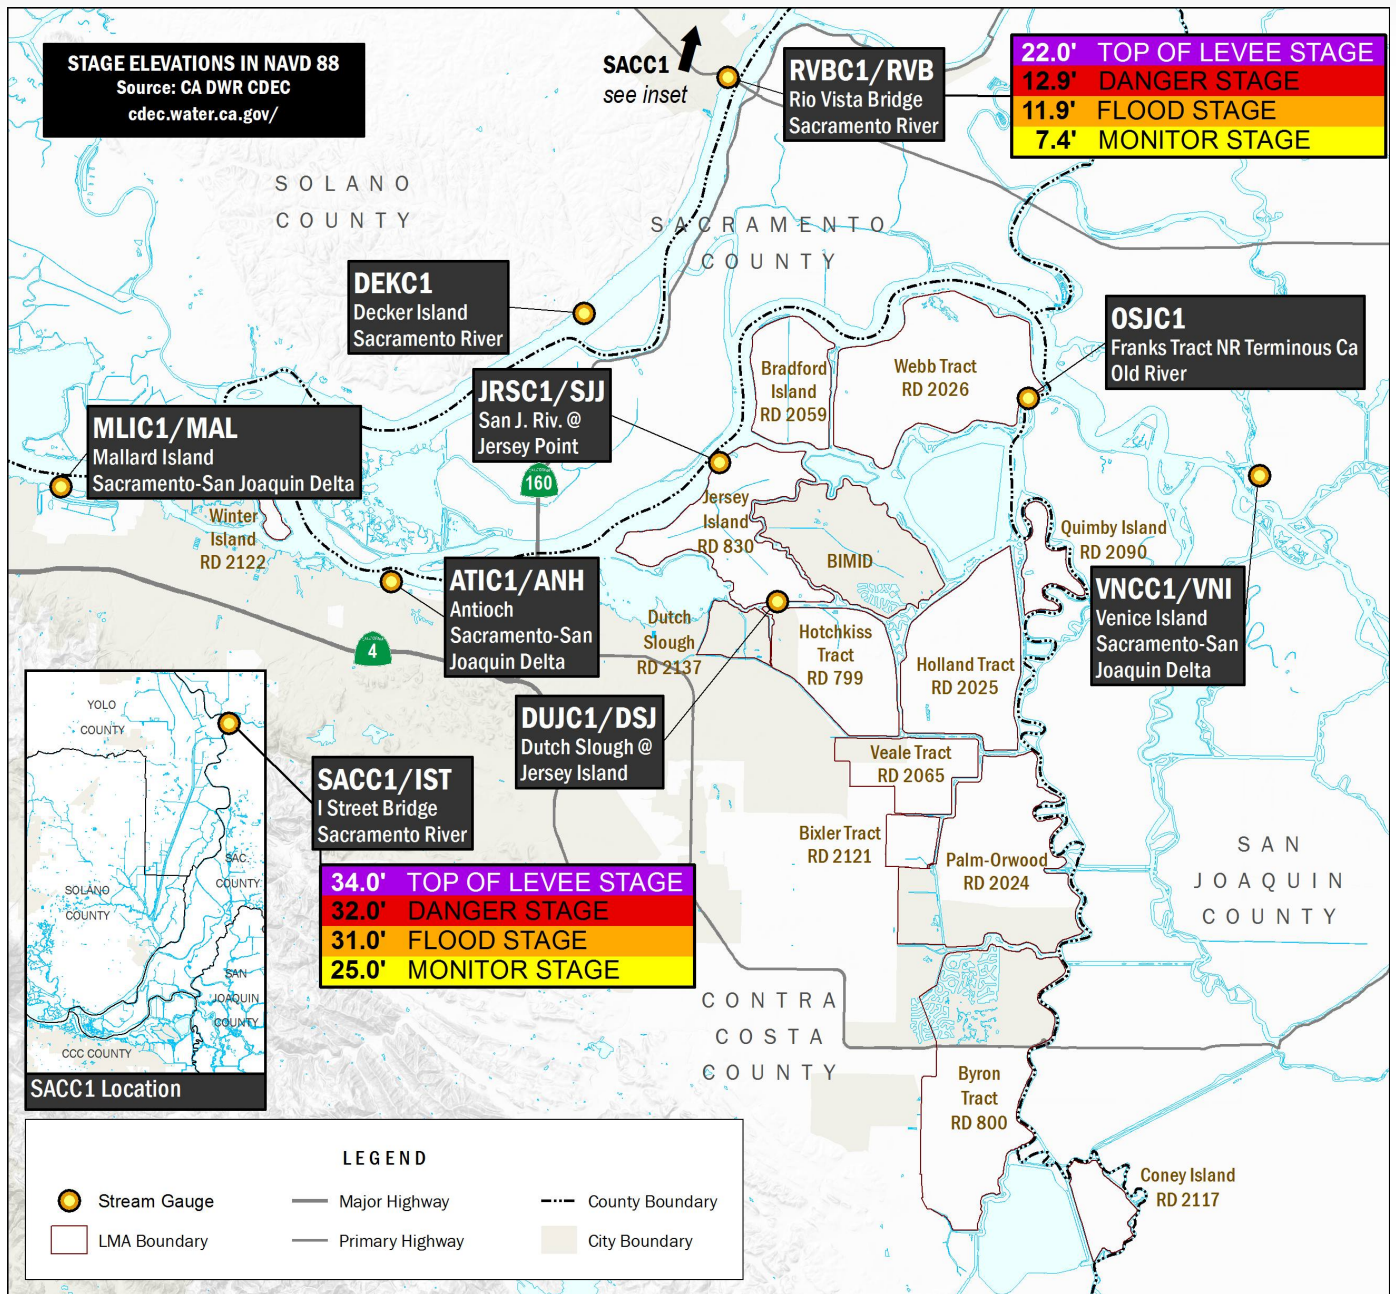 STAGE ELEVATIONS IN NAVD 88
Source: CA DWR CDEC
cdec.water.ca.gov/
SACC1
see inset
RVBC1/RVB
Rio Vista Bridge
Sacramento River
22.0' TOP OF LEVEE STAGE
12.9' DANGER STAGE
11.9' FLOOD STAGE
7.4' MONITOR STAGE
SOLANO
COUNTY
SACRAMENTO
COUNTY
DEKC1
Decker Island
Sacramento River
OSJC1
Franks Tract NR Terminous Ca
Old River
JRSC1/SJJ
San J. Riv. @
Jersey Point
Bradford
Island
RD 2059
Webb Tract
RD 2026
MLIC1/MAL
Mallard Island
Sacramento-San Joaquin Delta
160
Winter
Island
RD 2122
Jersey
Island
RD 830
BIMID
Quimby Island
RD 2090
ATIC1/ANH
Antioch
Sacramento-San
Joaquin Delta
VNCC1/VNI
Venice Island
Sacramento-San
Joaquin Delta
4
Dutch
Slough
RD 2137
Hotchkiss
Tract
RD 799
Holland Tract
RD 2025
DUJC1/DSJ
Dutch Slough @
Jersey Island
Veale Tract
RD 2065
SACC1/IST
I Street Bridge
Sacramento River
34.0' TOP OF LEVEE STAGE
32.0' DANGER STAGE
31.0' FLOOD STAGE
25.0' MONITOR STAGE
Bixler Tract
RD 2121
Palm-Orwood
RD 2024
SAN
JOAQUIN
COUNTY
YOLO
COUNTY
SAC
COUNTY
SOLANO
COUNTY
SAN
JOAQUIN
COUNTY
CCC COUNTY
SACC1 Location
CONTRA
COSTA
COUNTY
Byron
Tract
RD 800
Coney Island
RD 2117
LEGEND
Stream Gauge
Major Highway
County Boundary
LMA Boundary
Primary Highway
City Boundary